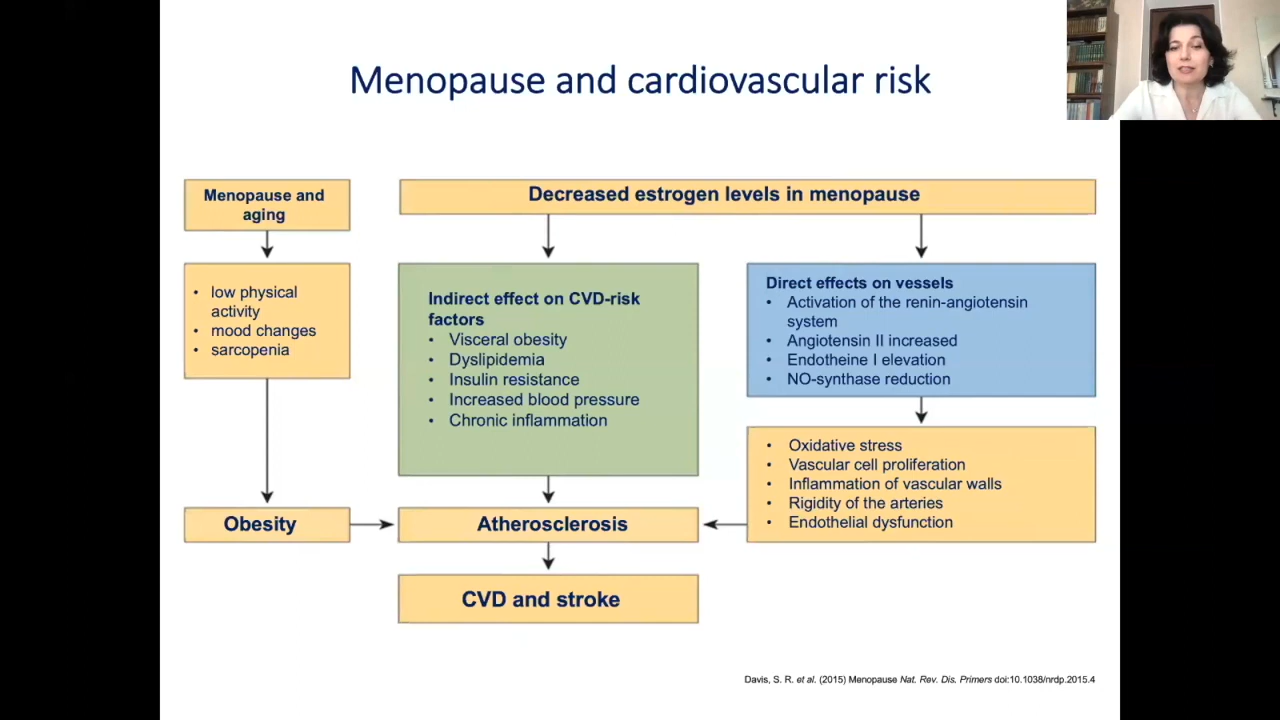 Menopause and cardiovascular risk
Menopause and
aging
• low physical
activity
• mood changes
• sarcopenia
Obesity
Decreased estrogen levels in menopause
Indirect effect on CVD-risk
factors
• Visceral obesity
• Dyslipidemia
• Insulin resistance
• Increased blood pressure
• Chronic inflammation
Atherosclerosis
CVD and stroke
Direct effects on vessels
• Activation of the renin-angiotensin
system
• Angiotensin II increased
• Endotheine I elevation
• NO-synthase reduction
• Oxidative stress
• Vascular cell proliferation
• Inflammation of vascular walls
• Rigidity of the arteries
• Endothelial dysfunction
Davis, S. R. et al. (2015) Menopause Nat. Rev. Dis. Primers doi:10.1038/nrdp.2015.4